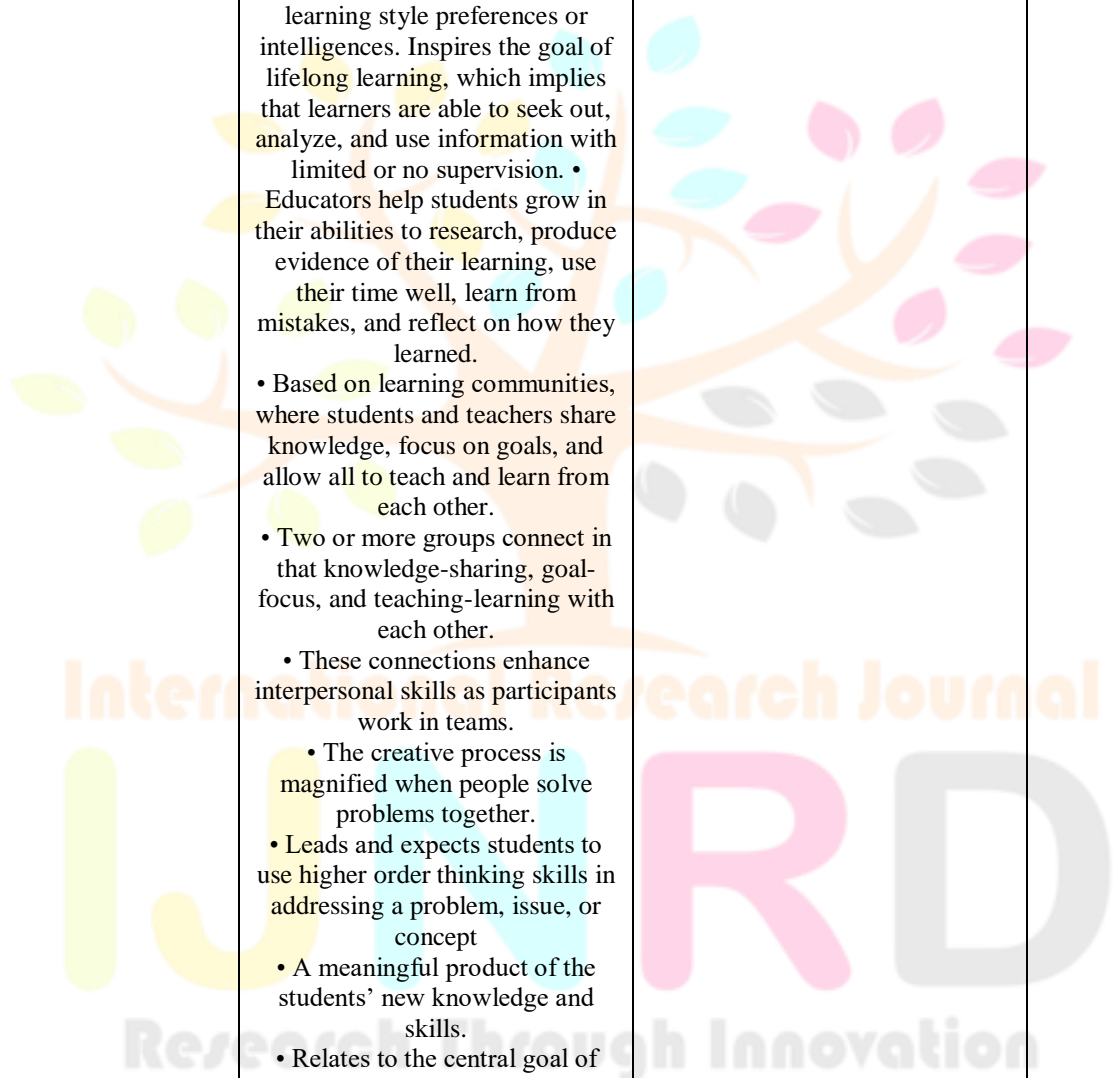 learning style preferences or
intelligences. Inspires the goal of
lifelong learning, which implies
that learners are able to seek out,
analyze, and use information with
limited or no supervision. •
Educators help students grow in
their abilities to research, produce
evidence of their learning, use
their time well, learn from
mistakes, and reflect on how they
learned.
• Based on learning communities,
where students and teachers share
knowledge, focus on goals, and
allow all to teach and learn from
each other.
• Two or more groups connect in
that knowledge-sharing, goal-
focus, and teaching-learning with
each other.
• These connections enhance
interpersonal skills as participants
work in teams.
• The creative process is
magnified when people solve
problems together.
• Leads and expects students to
use higher order thinking skills in
addressing a problem, issue, or
concept
• A meaningful product of the
students’ new knowledge and
skills.
• Relates to the central goal of
International Research Journal
IJNRD
Research Through Innovation